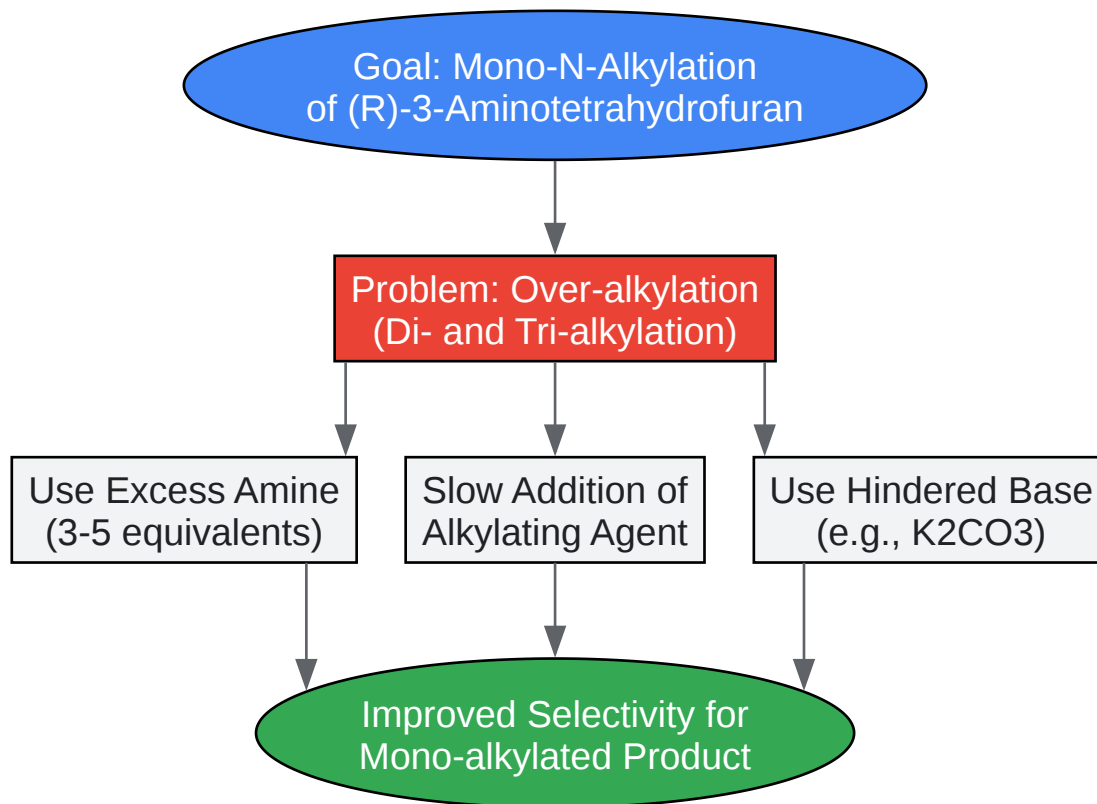 Goal: Mono-N-Alkylation
of (R)-3-Aminotetrahydrofuran
Problem: Over-alkylation
(Di- and Tri-alkylation)
Use Excess Amine
(3-5 equivalents)
Slow Addition of
Alkylating Agent
Use Hindered Base
(e.g., K2CO3)
Improved Selectivity for
Mono-alkylated Product